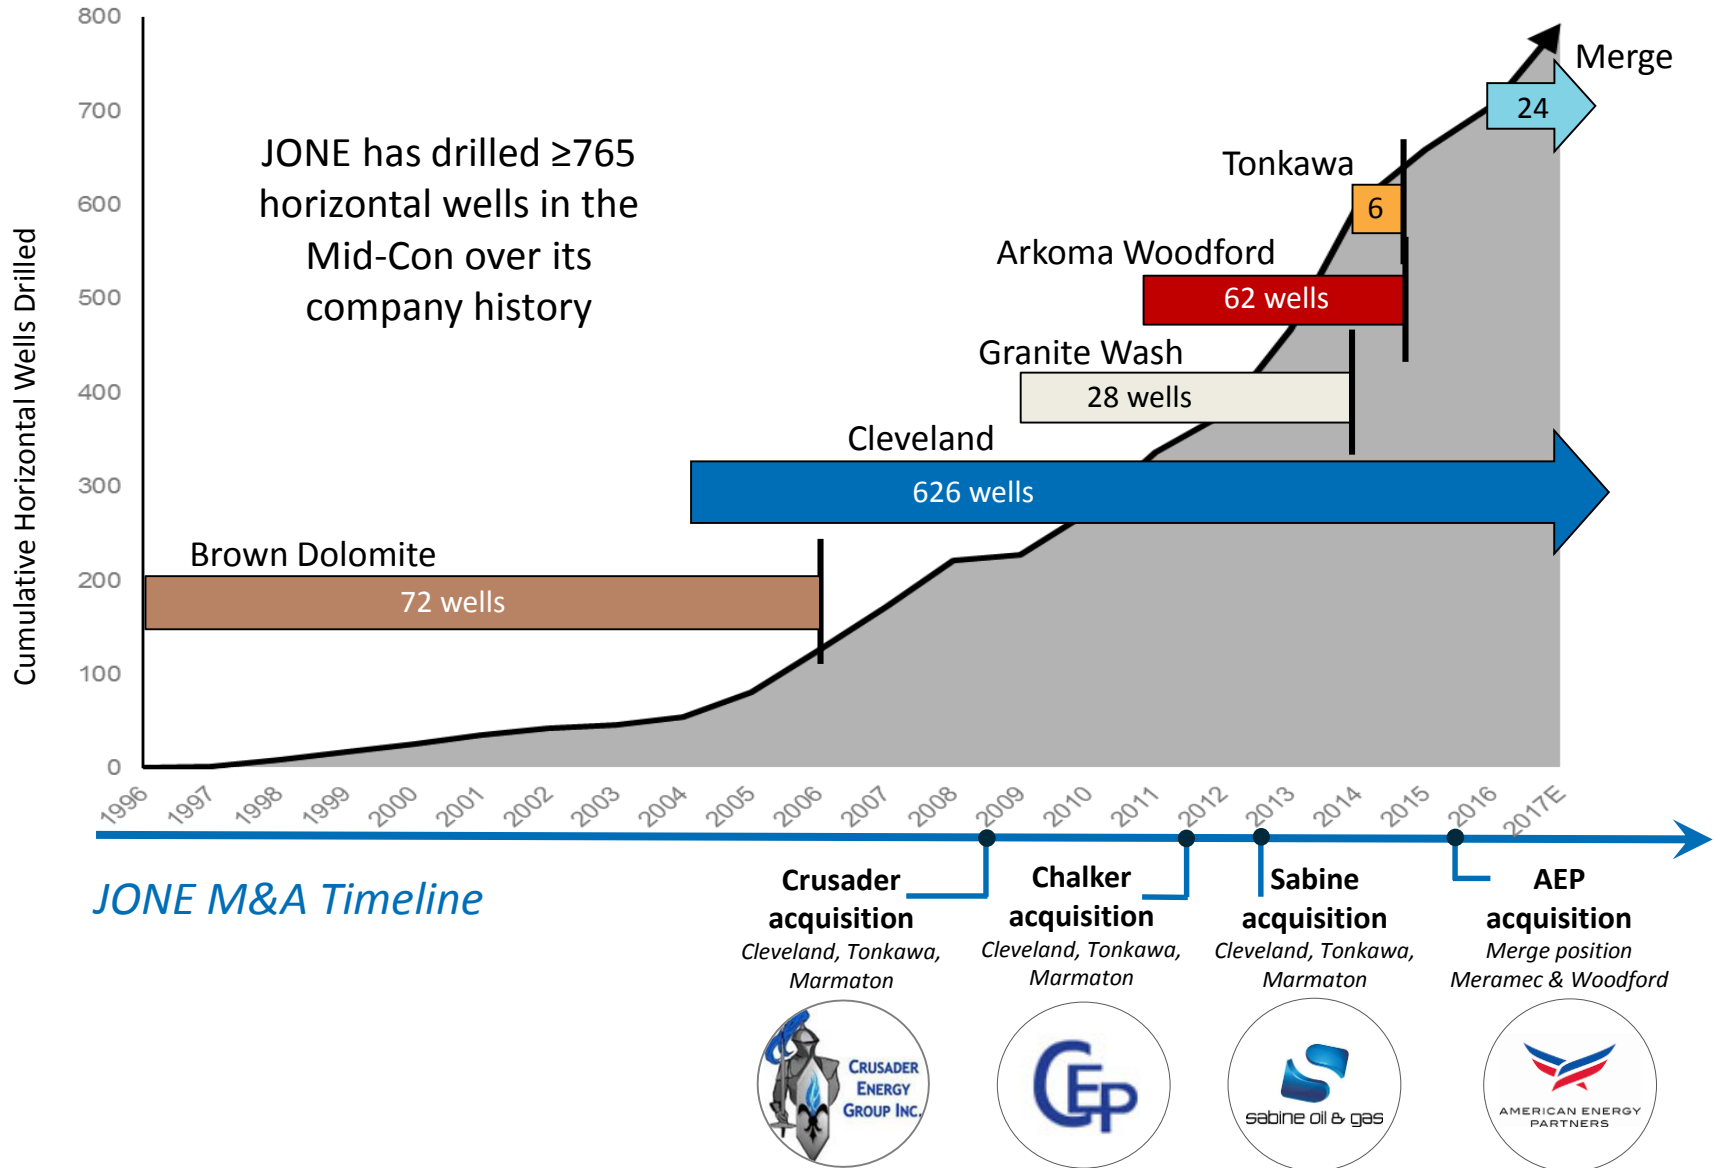 Cumulative Horizontal Wells Drilled
800
700
600
500
400
300
200
100
0
JONE has drilled ≥765
horizontal wells in the
Mid-Con over its
company history
Merge
24
Tonkawa
6
Arkoma Woodford
62 wells
Granite Wash
28 wells
Cleveland
626 wells
Brown Dolomite
72 wells
1996
1997
1998
1999
2000
2001
2002
2003
2004
2005
2006
2007
2008
2009
2010
2011
2012
2013
2014
2015
2016
2017E
JONE M&A Timeline
Crusader
acquisition
Cleveland, Tonkawa,
Marmaton
CRUSADER
ENERGY
GROUP INC.
Chalker
acquisition
Cleveland, Tonkawa,
Marmaton
CEP
Sabine
acquisition
Cleveland, Tonkawa,
Marmaton
sabine oil & gas
AEP
acquisition
Merge position
Meramec & Woodford
AMERICAN ENERGY
PARTNERS